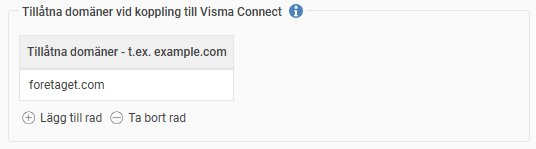 Tillåtna domäner vid koppling till Visma Connect
Tillåtna domäner - t.ex. example.com
foretaget.com
Lägg till rad Ta bort rad